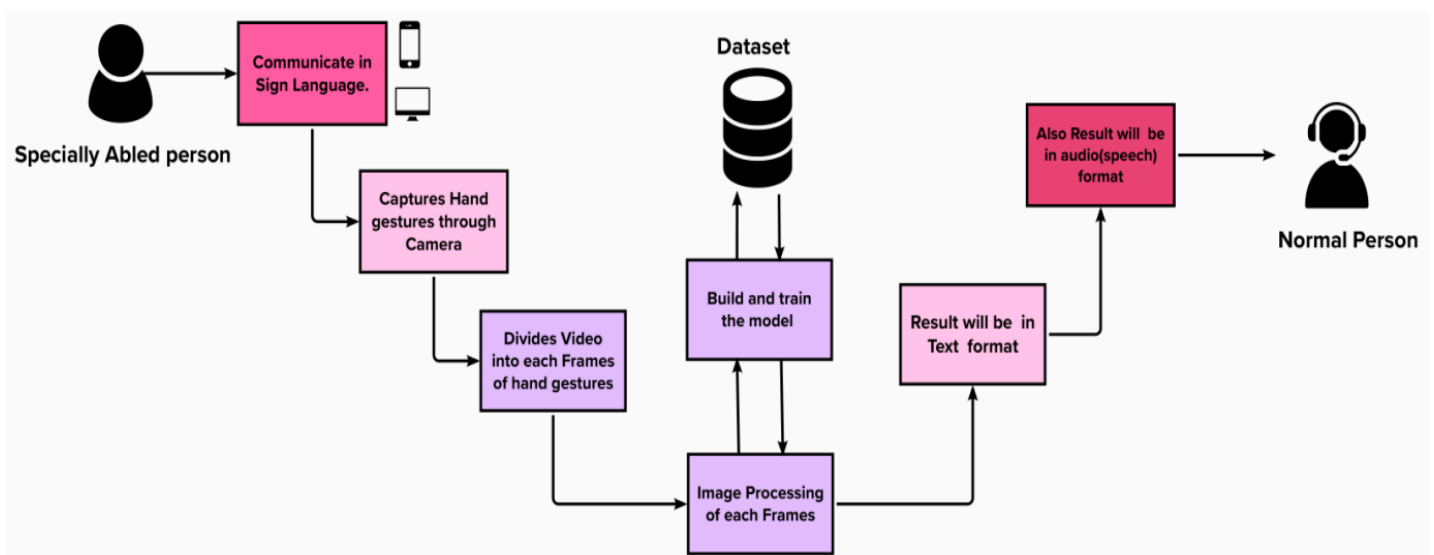 Specially Abled person
Communicate in
Sign Language.
Captures Hand
gestures through
Camera
Divides Video
into each Frames
of hand gestures
Image Processing
of each Frames
Build and train
the model
Dataset
Result will be in
Text format
Also Result will be
in audio(speech)
format
Normal Person